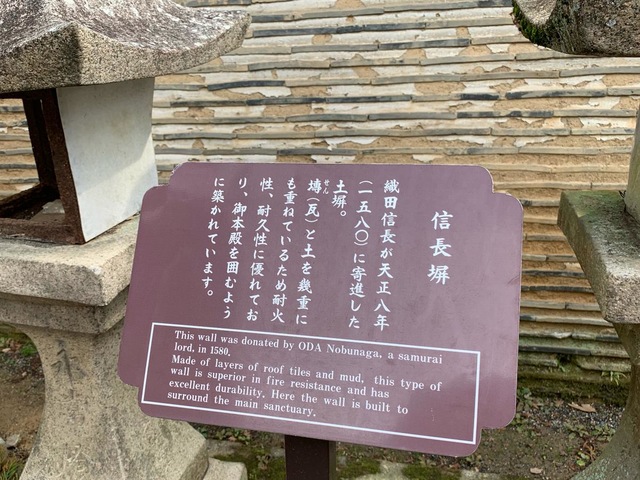 信長塀
織田信長が天正八年
（一五八〇）に寄進した
土塀。
せん
塼（瓦）と土を幾重に
も重ねているため耐火
性、耐久性に優れてお
り、御本殿を囲むよう
に築かれています。
This wall was donated by ODA Nobunaga, a samurai
lord, in 1580.
Made of layers of roof tiles and mud, this type of
wall is superior in fire resistance and has
excellent durability. Here the wall is built to
surround the main sanctuary.